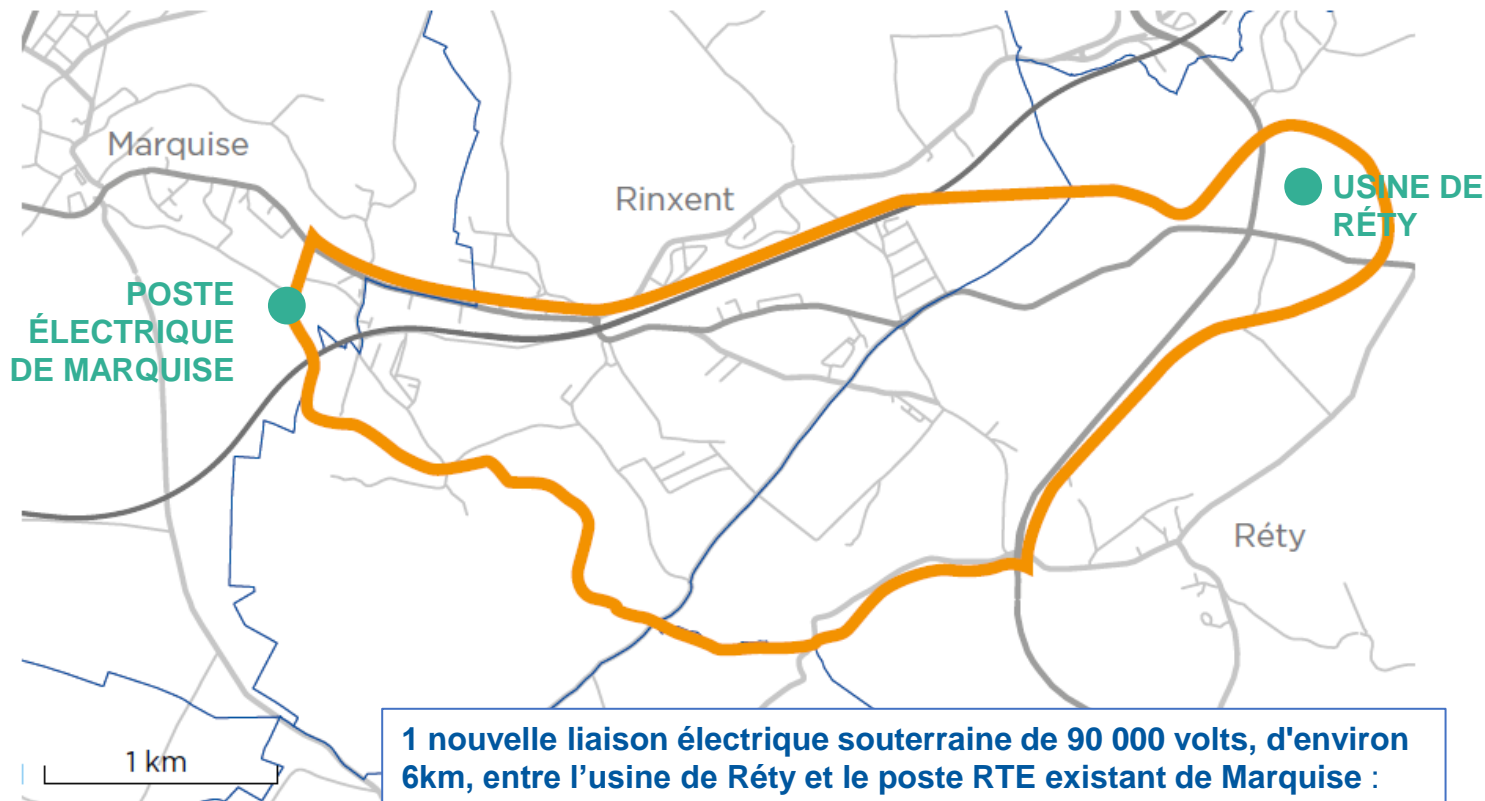 Marquise
Rinxent
USINE DE
RÉTY
POSTE
ÉLECTRIQUE
DE MARQUISE
Réty
1 km
1 nouvelle liaison électrique souterraine de 90 000 volts, d'environ
6km, entre l’usine de Réty et le poste RTE existant de Marquise :